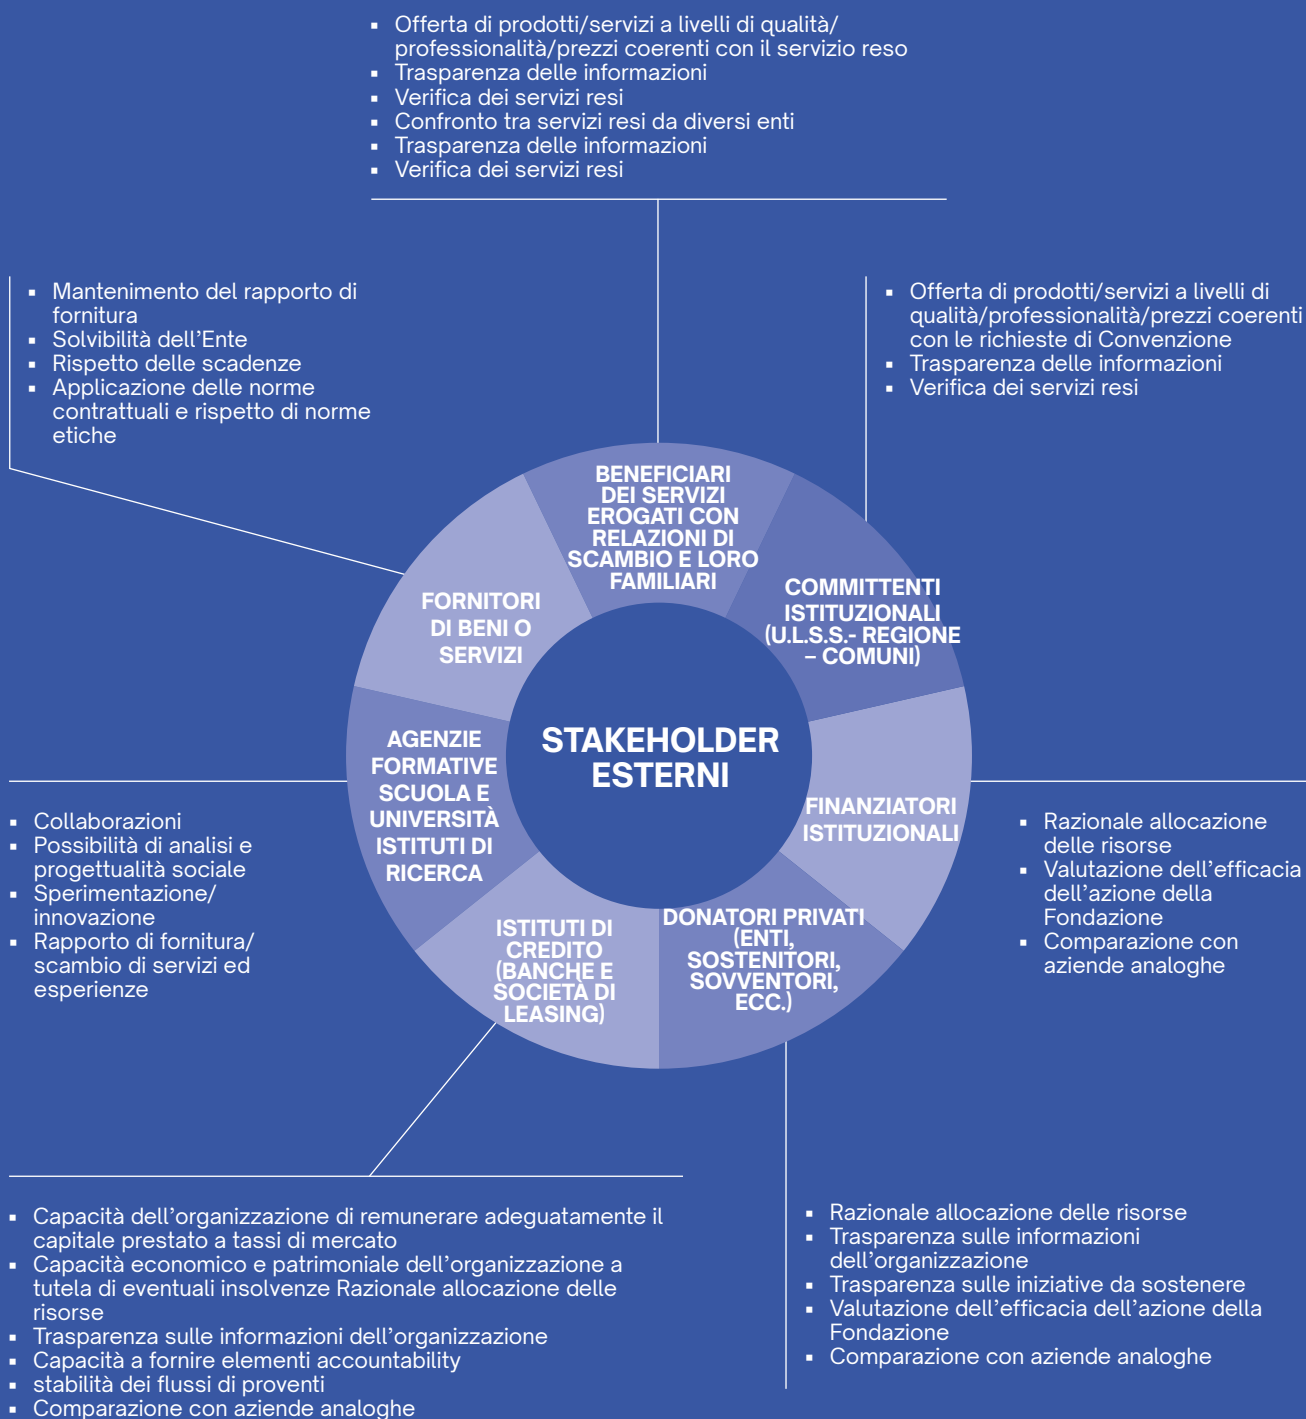 ▪ Offerta di prodotti/servizi a livelli di qualità/
professionalità/prezzi coerenti con il servizio reso
▪ Trasparenza delle informazioni
▪ Verifica dei servizi resi
▪ Confronto tra servizi resi da diversi enti
▪ Trasparenza delle informazioni
▪ Verifica dei servizi resi
▪ Mantenimento del rapporto di
fornitura
▪ Solvibilità dell’Ente
▪ Rispetto delle scadenze
▪ Applicazione delle norme
contrattuali e rispetto di norme
etiche
▪ Offerta di prodotti/servizi a livelli di
qualità/professionalità/prezzi coerenti
con le richieste di Convenzione
▪ Trasparenza delle informazioni
▪ Verifica dei servizi resi
BENEFICIARI
DEI SERVIZI
EROGATI CON
RELAZIONI DI
SCAMBIO E LORO
FAMILIARI
COMMITTENTI
ISTITUZIONALI
(U.L.S.S.- REGIONE
– COMUNI)
FORNITORI
DI BENI O
SERVIZI
STAKEHOLDER
ESTERNI
AGENZIE
FORMATIVE
SCUOLA E
UNIVERSITÀ
ISTITUTI DI
RICERCA
FINANZIATORI
ISTITUZIONALI
ISTITUTI DI
CREDITO
(BANCHE E
SOCIETÀ DI
LEASING)
DONATORI PRIVATI
(ENTI,
SOSTENITORI,
SOVVENTORI,
ECC.)
▪ Collaborazioni
▪ Possibilità di analisi e
progettualità sociale
▪ Sperimentazione/
innovazione
▪ Rapporto di fornitura/
scambio di servizi ed
esperienze
▪ Razionale allocazione
delle risorse
▪ Valutazione dell’efficacia
dell’azione della
Fondazione
▪ Comparazione con
aziende analoghe
▪ Capacità dell’organizzazione di remunerare adeguatamente il
capitale prestato a tassi di mercato
▪ Capacità economico e patrimoniale dell’organizzazione a
tutela di eventuali insolvenze Razionale allocazione delle
risorse
▪ Trasparenza sulle informazioni dell’organizzazione
▪ Capacità a fornire elementi accountability
▪ stabilità dei flussi di proventi
▪ Comparazione con aziende analoghe
▪ Razionale allocazione delle risorse
▪ Trasparenza sulle informazioni
dell’organizzazione
▪ Trasparenza sulle iniziative da sostenere
▪ Valutazione dell’efficacia dell’azione della
Fondazione
▪ Comparazione con aziende analoghe